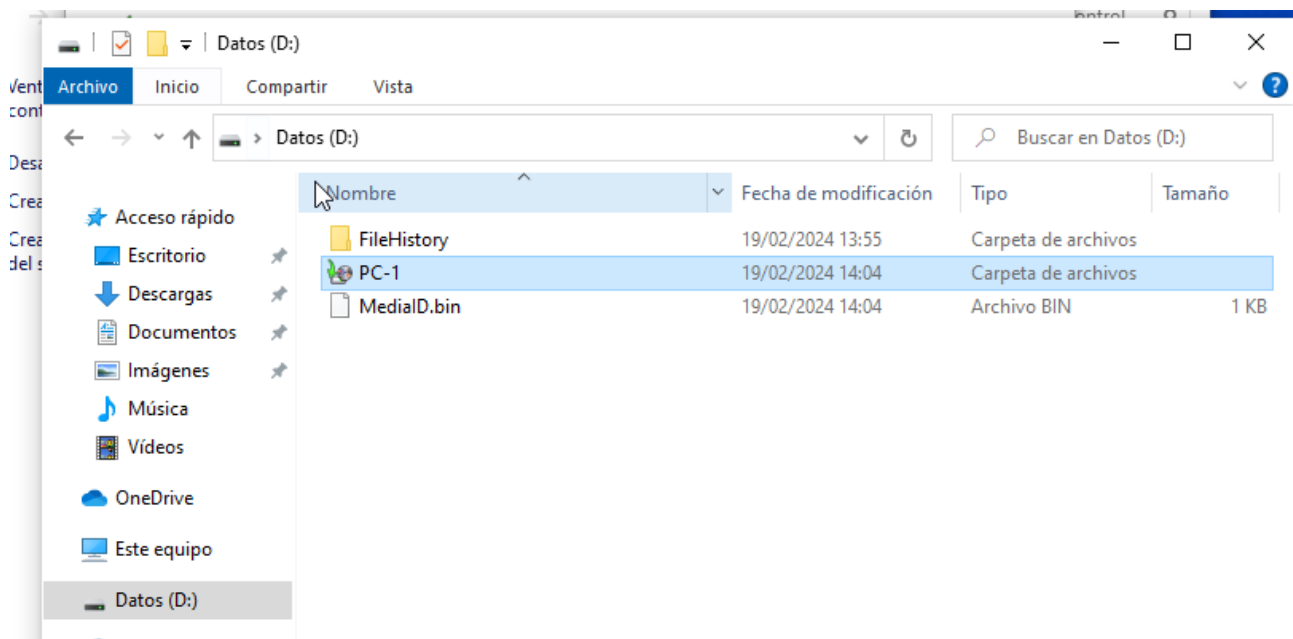 Datos (D:)
Archivo Inicio Compartir Vista
Datos (D:) Buscar en Datos (D:)
Nombre Fecha de modificación Tipo Tamaño
Acceso rápido
FileHistory 19/02/2024 13:55 Carpeta de archivos
Escritorio
PC-1 19/02/2024 14:04 Carpeta de archivos
Descargas
MediaID.bin 19/02/2024 14:04 Archivo BIN 1 KB
Documentos
Imágenes
Música
Vídeos
OneDrive
Este equipo
Datos (D:)